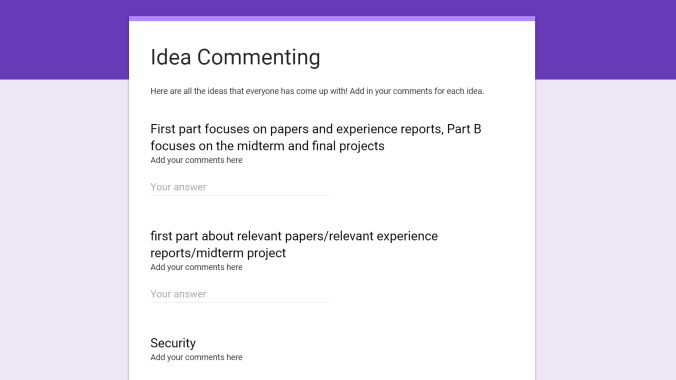 Idea Commenting
Here are all the ideas that everyone has come up with! Add in your comments for each idea.
First part focuses on papers and experience reports, Part B
focuses on the midterm and final projects
Add your comments here
Your answer
first part about relevant papers/relevant experience
reports/midterm project
Add your comments here
Your answer
Security
Add your comments here